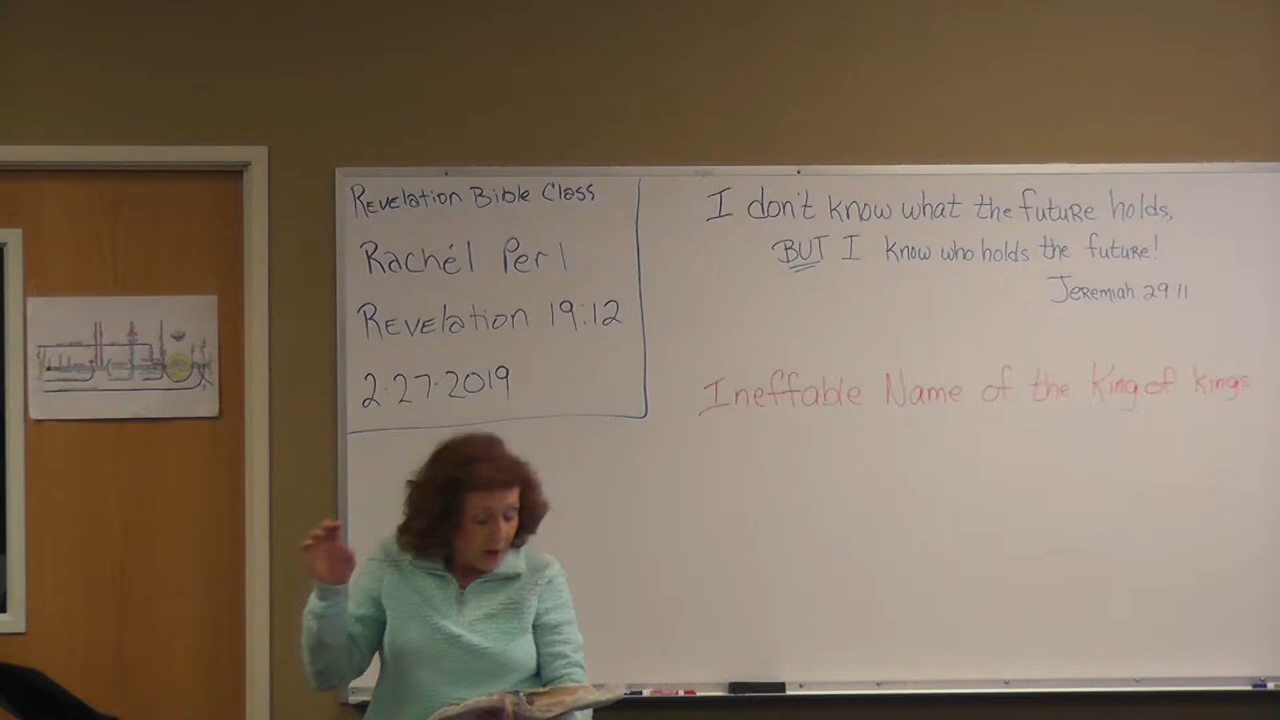 Revelation Bible Class
Rachél Perl
Revelation 19:12
2-27-2019
I don't know what the future holds,
BUT I know who holds the future!
Jeremiah 29 11
Ineffable Name of the King of kings